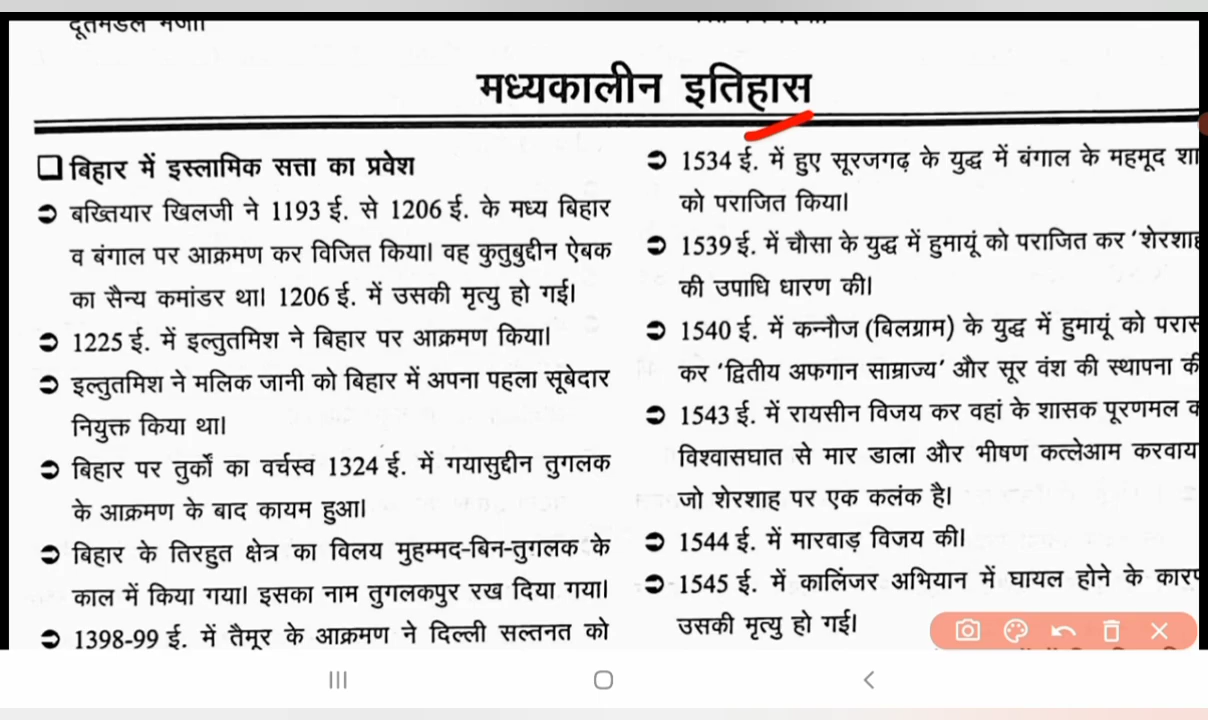 मध्यकालीन इतिहास
बिहार में इस्लामिक सत्ता का प्रवेश
बख्तियार खिलजी ने 1193 ई. से 1206 ई. के मध्य बिहार
व बंगाल पर आक्रमण कर विजित किया। वह कुतुबुद्दीन ऐबक
का सैन्य कमांडर था। 1206 ई. में उसकी मृत्यु हो गई।
1225 ई. में इल्तुतमिश ने बिहार पर आक्रमण किया।
इल्तुतमिश ने मलिक जानी को बिहार में अपना पहला सूबेदार
नियुक्त किया था।
बिहार पर तुर्कों का वर्चस्व 1324 ई. में गयासुद्दीन तुगलक
के आक्रमण के बाद कायम हुआ।
बिहार के तिरहुत क्षेत्र का विलय मुहम्मद-बिन-तुगलक के
काल में किया गया। इसका नाम तुगलकपुर रख दिया गया।
1398-99 ई. में तैमूर के आक्रमण ने दिल्ली सल्तनत को
1534 ई. में हुए सूरजगढ़ के युद्ध में बंगाल के महमूद शा
को पराजित किया।
1539 ई. में चौसा के युद्ध में हुमायूं को पराजित कर 'शेरशाह
की उपाधि धारण की।
1540 ई. में कन्नौज (बिलग्राम) के युद्ध में हुमायूं को परास
कर 'द्वितीय अफगान साम्राज्य' और सूर वंश की स्थापना की
1543 ई. में रायसीन विजय कर वहां के शासक पूरणमल
विश्वासघात से मार डाला और भीषण कत्लेआम करवाय
जो शेरशाह पर एक कलंक है।
1544 ई. में मारवाड़ विजय की।
1545 ई. में कालिंजर अभियान में घायल होने के
उसकी मृत्यु हो गई।